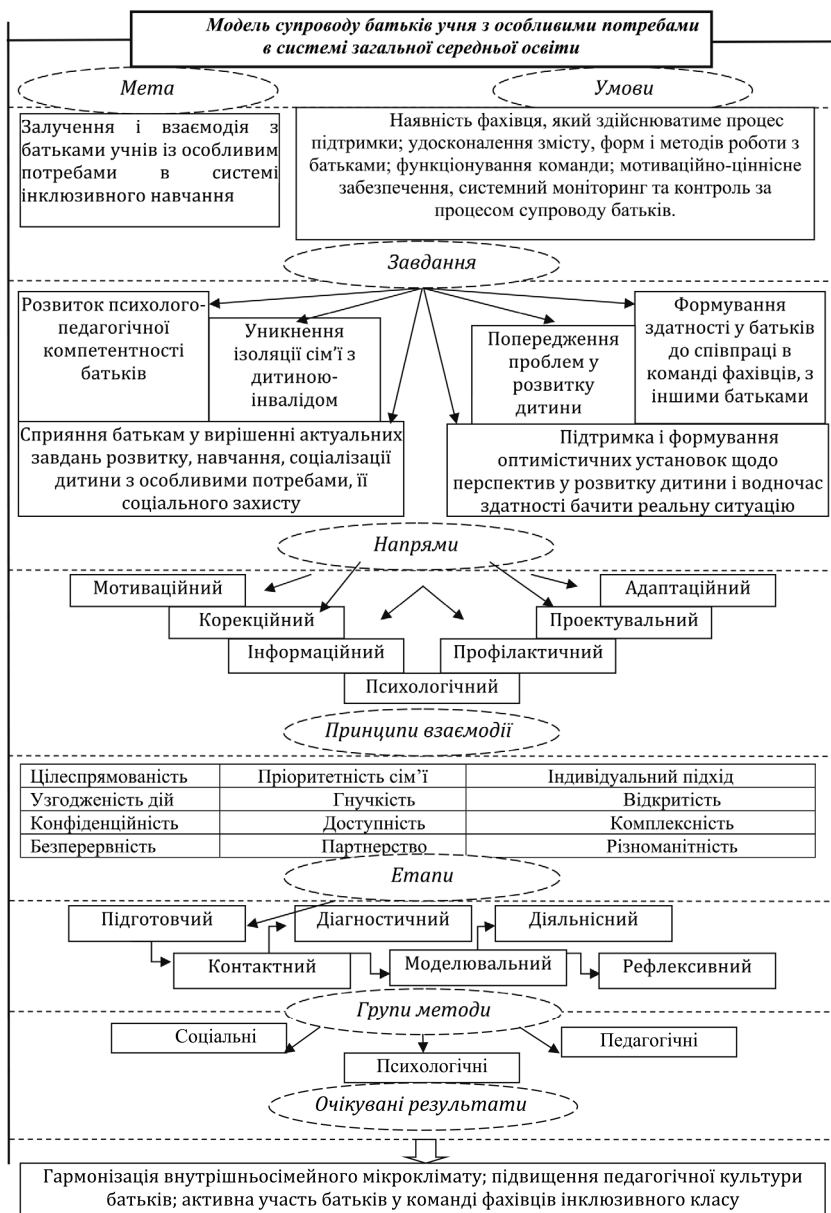 Модель супроводу батьків учня з особливими потребами
в системі загальної середньої освіти
Мета
Умови
Залучення і взаємодія з
батьками учнів із особливим
потребами в системі
інклюзивного навчання
Наявність фахівця, який здійснюватиме процес
підтримки; удосконалення змісту, форм і методів роботи з
батьками; функціонування команди; мотиваційно-ціннісне
забезпечення, системний моніторинг та контроль за
процесом супроводу батьків.
Завдання
Розвиток психолого-
педагогічної
компетентності
батьків
Уникнення
ізоляції сім’ї з
дитиною-
інвалідом
Попередження
проблем у
розвитку
дитини
Формування
здатності у батьків
до співпраці в
команді фахівців, з
іншими батьками
Сприяння батькам у вирішенні актуальних
завдань розвитку, навчання, соціалізації
дитини з особливими потребами, її
соціального захисту
Підтримка і формування
оптимістичних установок щодо
перспектив у розвитку дитини і водночас
здатності бачити реальну ситуацію
Напрями
Мотиваційний
Адаптаційний
Корекційний
Проектувальний
Інформаційний
Профілактичний
Психологічний
Принципи взаємодії
Цілеспрямованість Пріоритетність сім’ї Індивідуальний підхід
Узгодженість дій Гнучкість Відкритість
Конфіденційність Доступність Комплексність
Безперервність Партнерство Різноманітність
Етапи
Підготовчий
Діагностичний
Діяльнісний
Контактний
Моделювальний
Рефлексивний
Групи методи
Соціальні
Педагогічні
Психологічні
Очікувані результати
Гармонізація внутрішньосімейного мікроклімату; підвищення педагогічної культури
батьків; активна участь батьків у команді фахівців інклюзивного класу